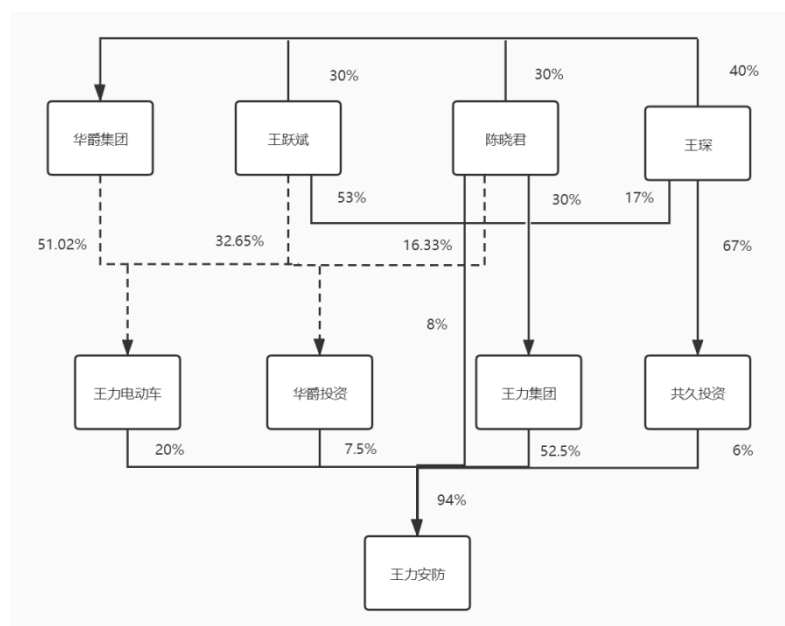 30%
30%
40%
华爵集团
王跃斌
陈晓君
王琛
53%
30%
17%
51.02%
32.65%
16.33%
67%
8%
王力电动车
华爵投资
王力集团
共久投资
20%
7.5%
52.5%
6%
94%
王力安防